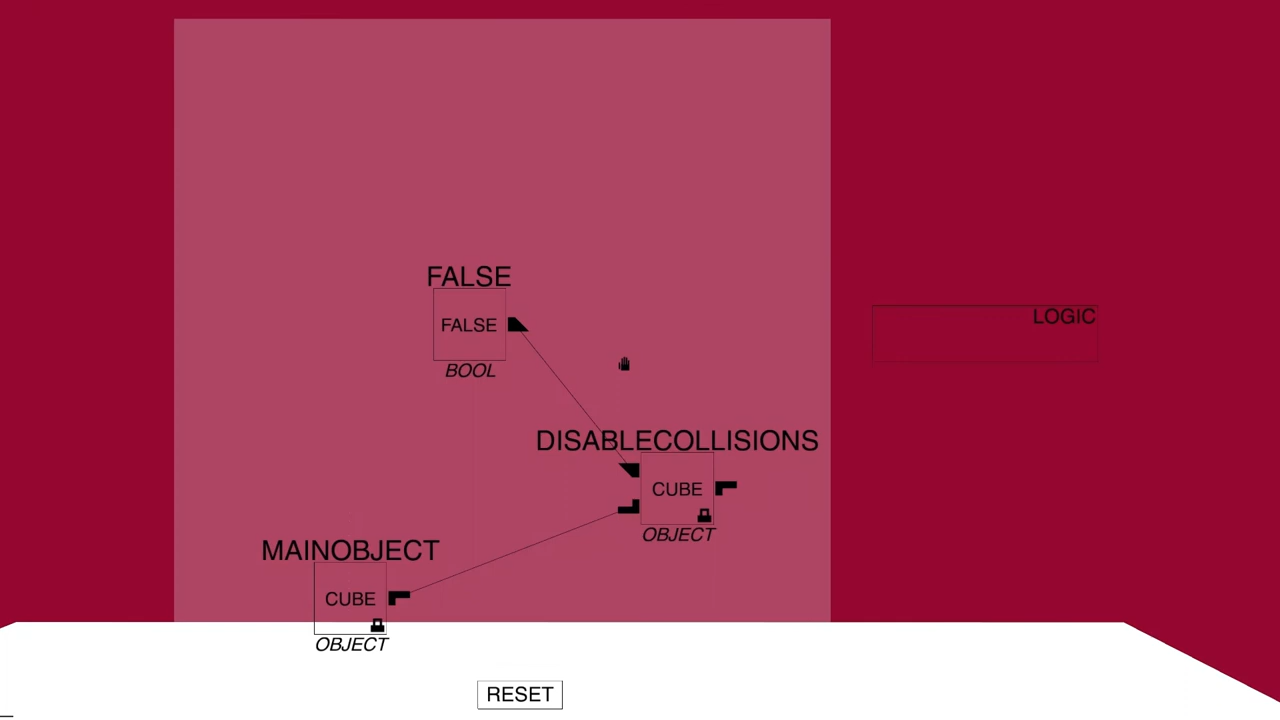 FALSE
FALSE
BOOL
LOGIC
DISABLECOLLISIONS
CUBE
OBJECT
MAINOBJECT
CUBE
OBJECT
RESET